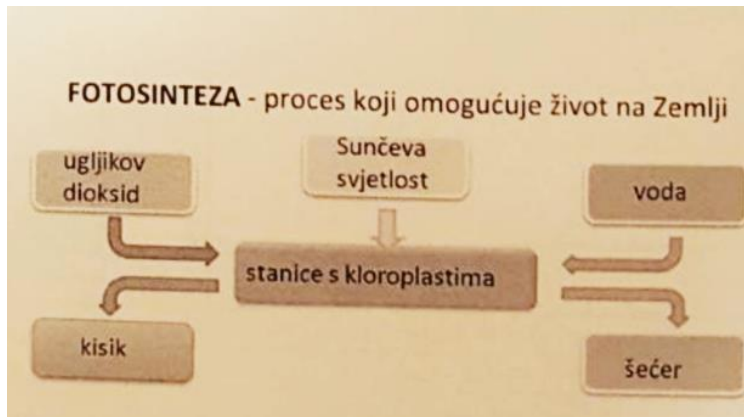 FOTOSINTEZA - proces koji omogućuje život na Zemlji
ugljikov
dioksid
Sunčeva
svjetlost
voda
stanice s kloroplastima
kisik
šećer